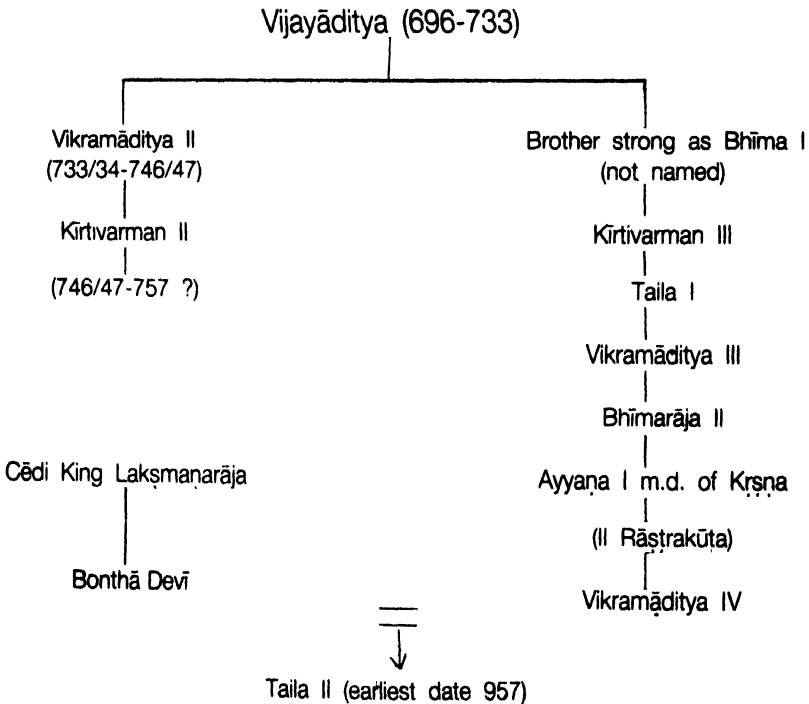 Vijayāditya (696-733)
Vikramāditya II
(733/34-746/47)
Kīrtivarman II
(746/47-757 ?)
Brother strong as Bhīma I
(not named)
Kīrtivarman III
Taila I
Vikramāditya III
Bhīmarāja II
Ayyaṇa I m.d. of Kṛṣṇa
(II Rāṣṭrakūṭa)
Vikramāditya IV
Cēdi King Lakṣmaṇarāja
Bonthā Devī
Taila II (earliest date 957)